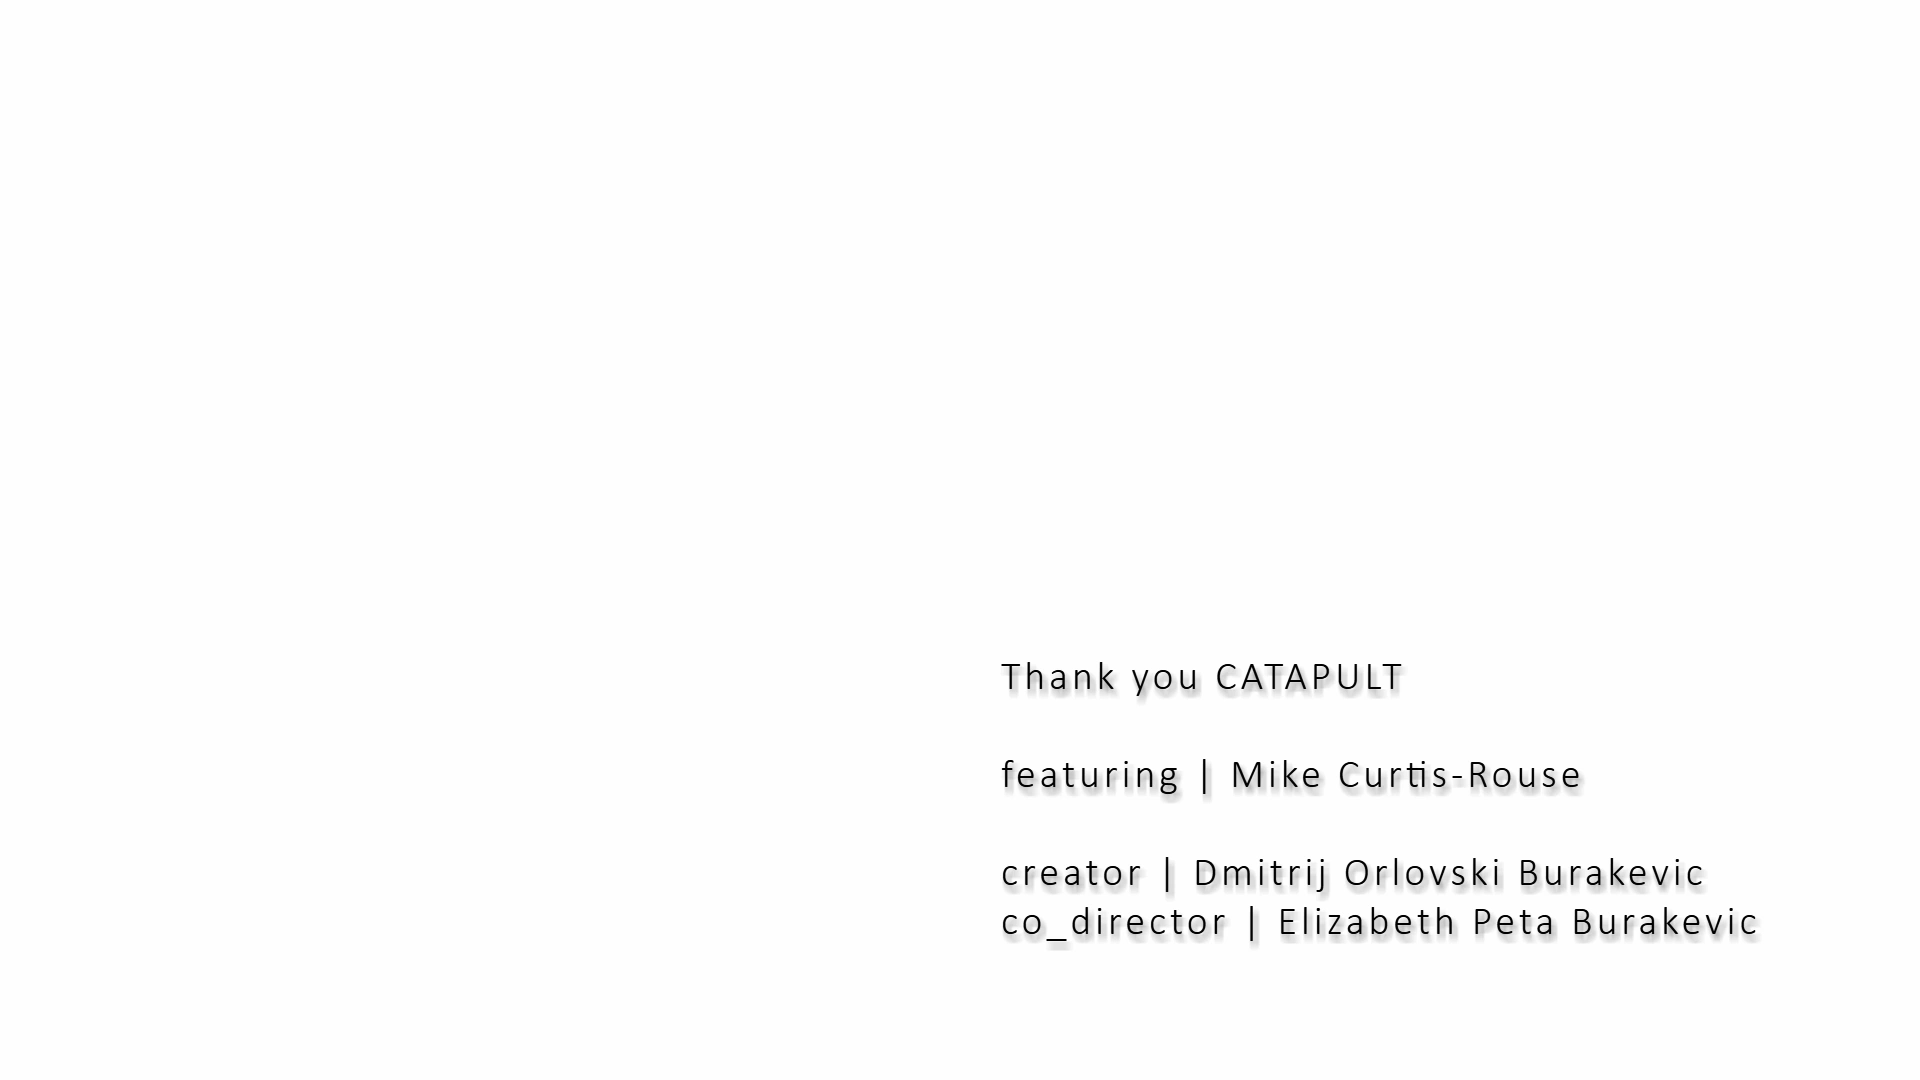 Thank you CATAPULT
featuring | Mike Curtis-Rouse
creator | Dmitrij Orlovski Burakevic
co_director | Elizabeth Peta Burakevic